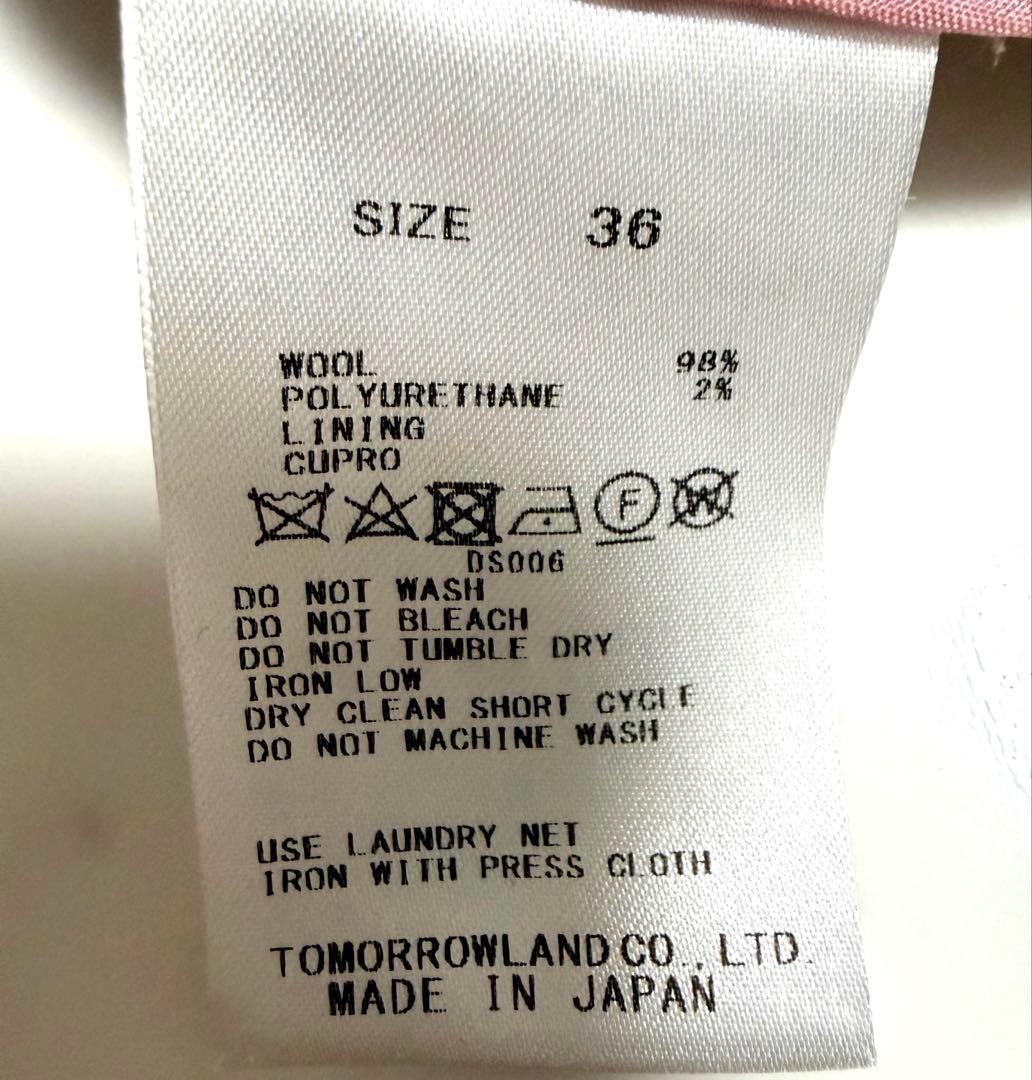 SIZE 36
WOOL 98%
POLYURETHANE 2%
LINING
CUPRO
F W
DS006
DO NOT WASH
DO NOT BLEACH
DO NOT TUMBLE DRY
IRON LOW
DRY CLEAN SHORT CYCLE
DO NOT MACHINE WASH
USE LAUNDRY NET
IRON WITH PRESS CLOTH
TOMORROWLAND CO., LTD.
MADE IN JAPAN